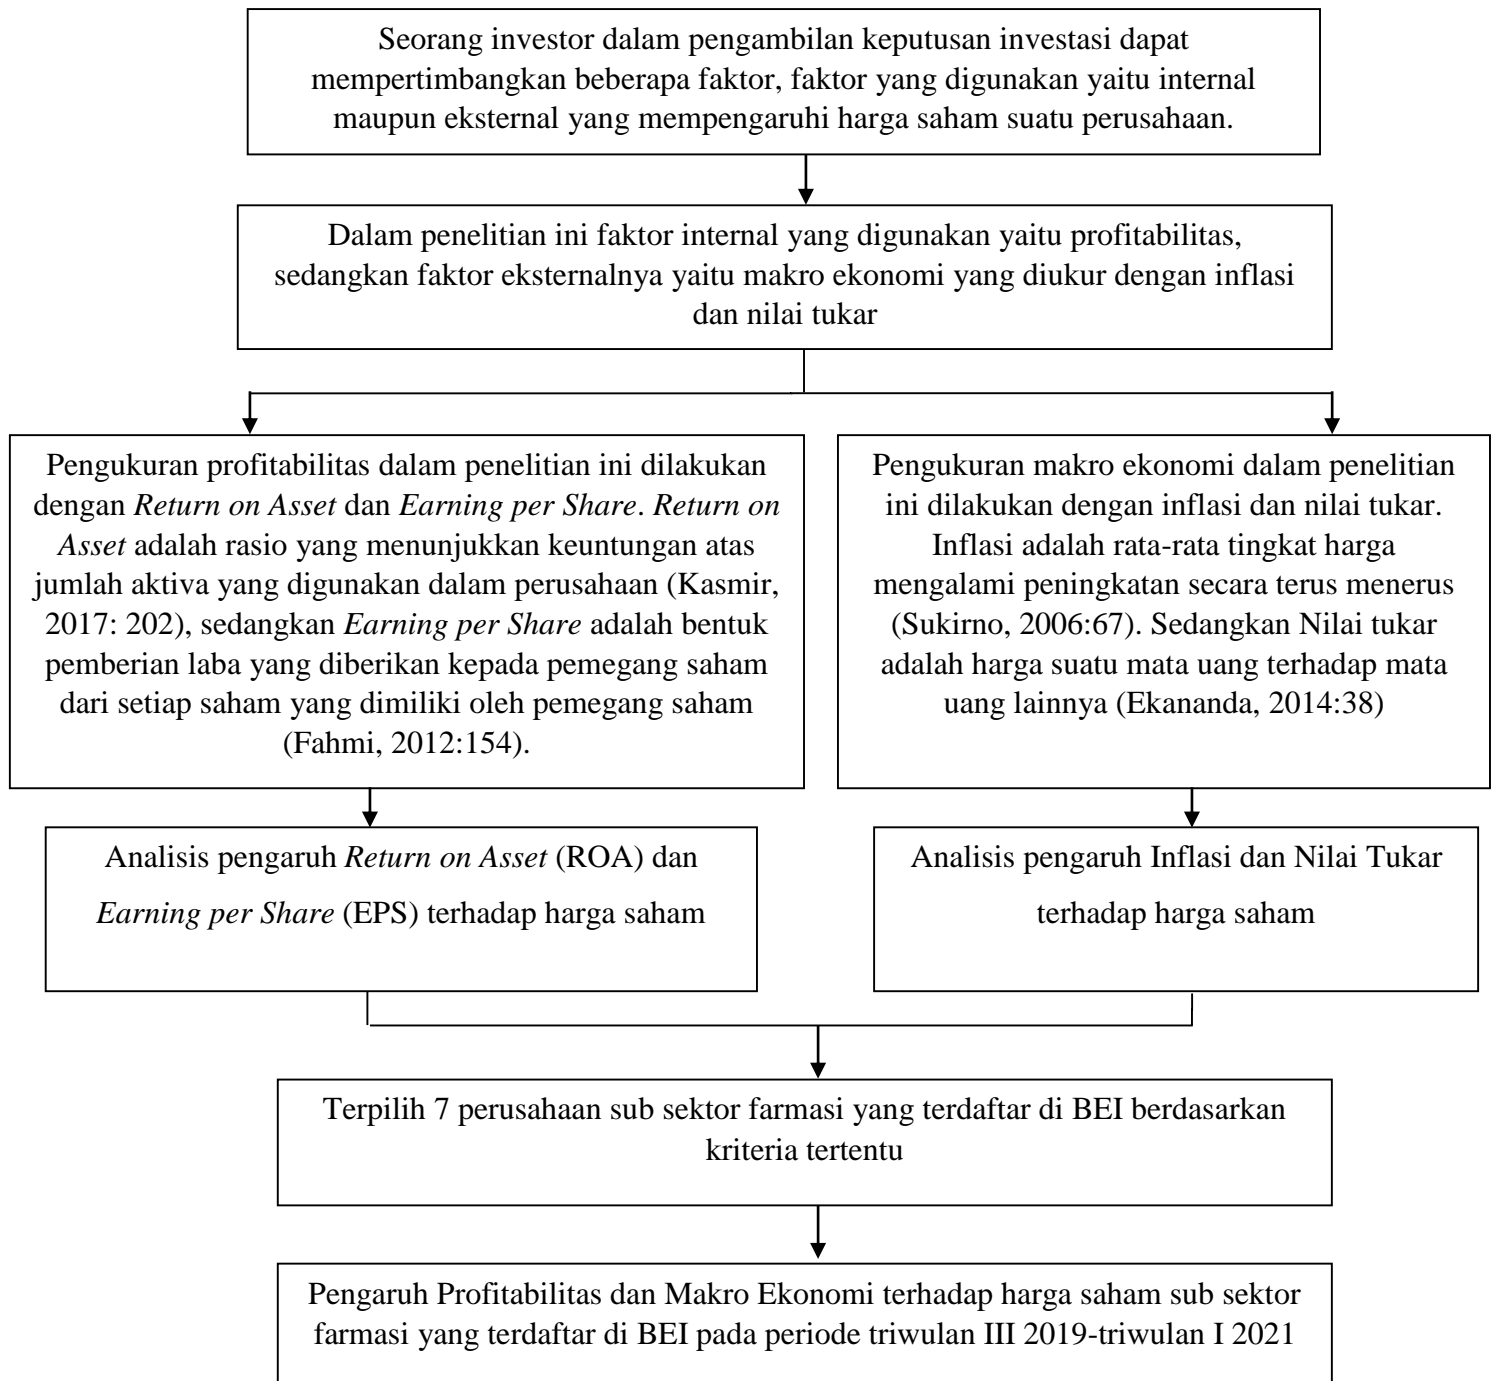 Seorang investor dalam pengambilan keputusan investasi dapat
mempertimbangkan beberapa faktor, faktor yang digunakan yaitu internal
maupun eksternal yang mempengaruhi harga saham suatu perusahaan.
Dalam penelitian ini faktor internal yang digunakan yaitu profitabilitas,
sedangkan faktor eksternalnya yaitu makro ekonomi yang diukur dengan inflasi
dan nilai tukar
Pengukuran profitabilitas dalam penelitian ini dilakukan
dengan Return on Asset dan Earning per Share. Return on
Asset adalah rasio yang menunjukkan keuntungan atas
jumlah aktiva yang digunakan dalam perusahaan (Kasmir,
2017: 202), sedangkan Earning per Share adalah bentuk
pemberian laba yang diberikan kepada pemegang saham
dari setiap saham yang dimiliki oleh pemegang saham
(Fahmi, 2012:154).
Pengukuran makro ekonomi dalam penelitian
ini dilakukan dengan inflasi dan nilai tukar.
Inflasi adalah rata-rata tingkat harga
mengalami peningkatan secara terus menerus
(Sukirno, 2006:67). Sedangkan Nilai tukar
adalah harga suatu mata uang terhadap mata
uang lainnya (Ekananda, 2014:38)
Analisis pengaruh Return on Asset (ROA) dan
Earning per Share (EPS) terhadap harga saham
Analisis pengaruh Inflasi dan Nilai Tukar
terhadap harga saham
Terpilih 7 perusahaan sub sektor farmasi yang terdaftar di BEI berdasarkan
kriteria tertentu
Pengaruh Profitabilitas dan Makro Ekonomi terhadap harga saham sub sektor
farmasi yang terdaftar di BEI pada periode triwulan III 2019-triwulan I 2021